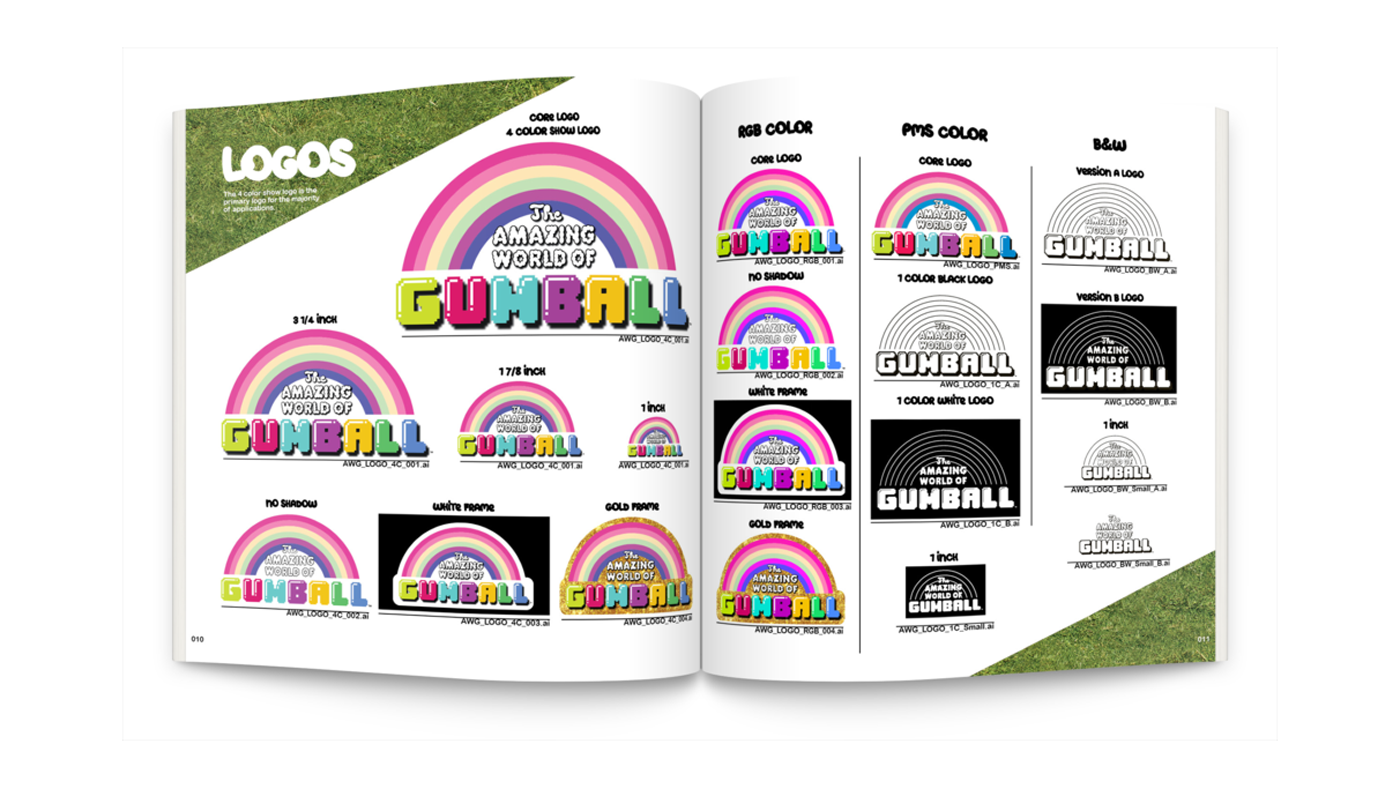 LOGOS
The 4 color show logo is the
primary logo for the majority
of applications.
CORE LOGO
4 COLOR SHOW LOGO
The
AMAZING
WORLD OF
GUMBALL
AWG_LOGO_4C_001.ai
3 1/4 inch
The
AMAZING
WORLD OF
GUMBALL
AWG_LOGO_4C_001.ai
1 7/8 inch
The
AMAZING
WORLD OF
GUMBALL
AWG_LOGO_4C_001.ai
1 inch
The
AMAZING
WORLD OF
GUMBALL
AWG_LOGO_4C_001.ai
NO SHADOW
The
AMAZING
WORLD OF
GUMBALL
AWG_LOGO_4C_002.ai
WHITE FRAME
The
AMAZING
WORLD OF
GUMBALL
AWG_LOGO_4C_003.ai
GOLD FRAME
The
AMAZING
WORLD OF
GUMBALL
AWG_LOGO_4C_004.ai
010
RGB COLOR
CORE LOGO
The
AMAZING
WORLD OF
GUMBALL
AWG_LOGO_RGB_001.ai
NO SHADOW
The
AMAZING
WORLD OF
GUMBALL
AWG_LOGO_RGB_002.ai
WHITE FRAME
The
AMAZING
WORLD OF
GUMBALL
AWG_LOGO_RGB_003.ai
GOLD FRAME
The
AMAZING
WORLD OF
GUMBALL
AWG_LOGO_RGB_004.ai
PMS COLOR
CORE LOGO
The
AMAZING
WORLD OF
GUMBALL
AWG_LOGO_PMS.ai
1 COLOR BLACK LOGO
The
AMAZING
WORLD OF
GUMBALL
AWG_LOGO_1C_A.ai
1 COLOR WHITE LOGO
The
AMAZING
WORLD OF
GUMBALL
AWG_LOGO_1C_B.ai
1 inch
The
AMAZING
WORLD OF
GUMBALL
AWG_LOGO_1C_Small.ai
B&W
VERSION A LOGO
The
AMAZING
WORLD OF
GUMBALL
AWG_LOGO_BW_A.ai
VERSION B LOGO
The
AMAZING
WORLD OF
GUMBALL
AWG_LOGO_BW_B.ai
1 inch
The
AMAZING
WORLD OF
GUMBALL
AWG_LOGO_BW_Small_A.ai
The
AMAZING
WORLD OF
GUMBALL
AWG_LOGO_BW_Small_B.ai
011